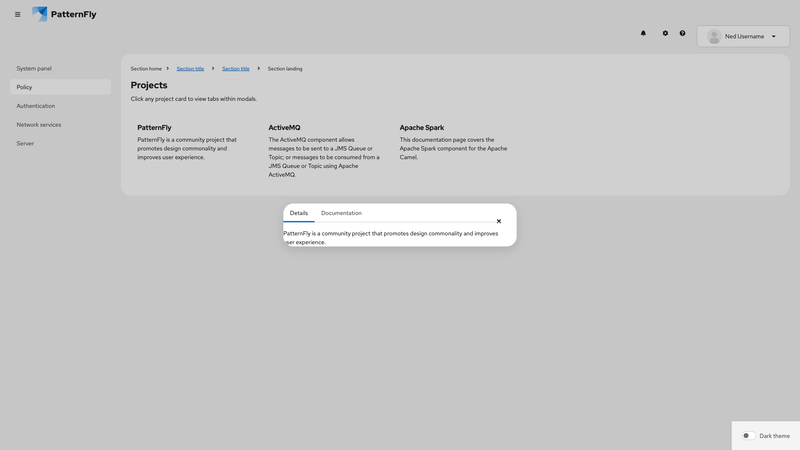 PatternFly
Ned Username
System panel
Policy
Authentication
Network services
Server
Section home
Section title
Section title
Section landing
Projects
Click any project card to view tabs within modals.
PatternFly
PatternFly is a community project that
promotes design commonality and
improves user experience.
ActiveMQ
The ActiveMQ component allows
messages to be sent to a JMS Queue or
Topic; or messages to be consumed from a
JMS Queue or Topic using Apache
ActiveMQ.
Apache Spark
This documentation page covers the
Apache Spark component for the Apache
Camel.
Details
Documentation
PatternFly is a community project that promotes design commonality and improves
user experience.
Dark theme